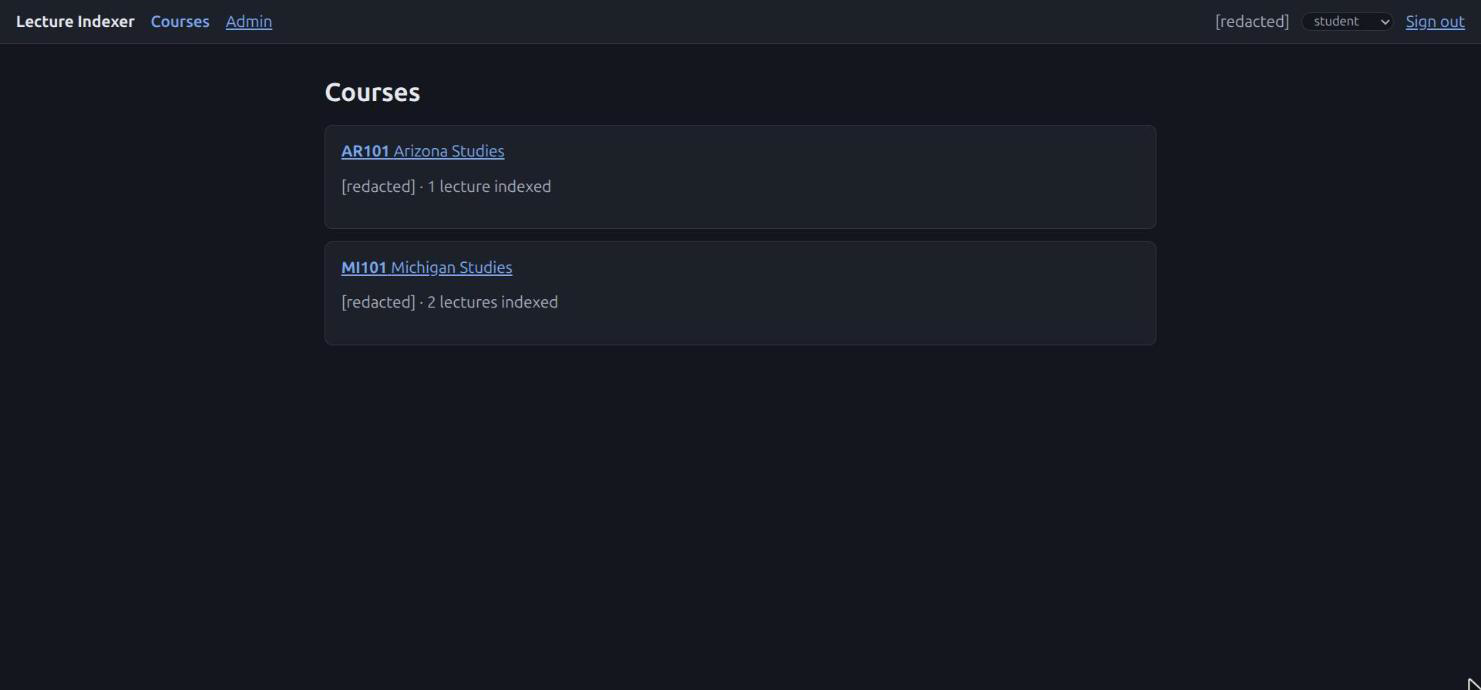 Lecture Indexer Courses Admin [redacted] student Sign out
Courses
AR101 Arizona Studies
[redacted] · 1 lecture indexed
MI101 Michigan Studies
[redacted] · 2 lectures indexed